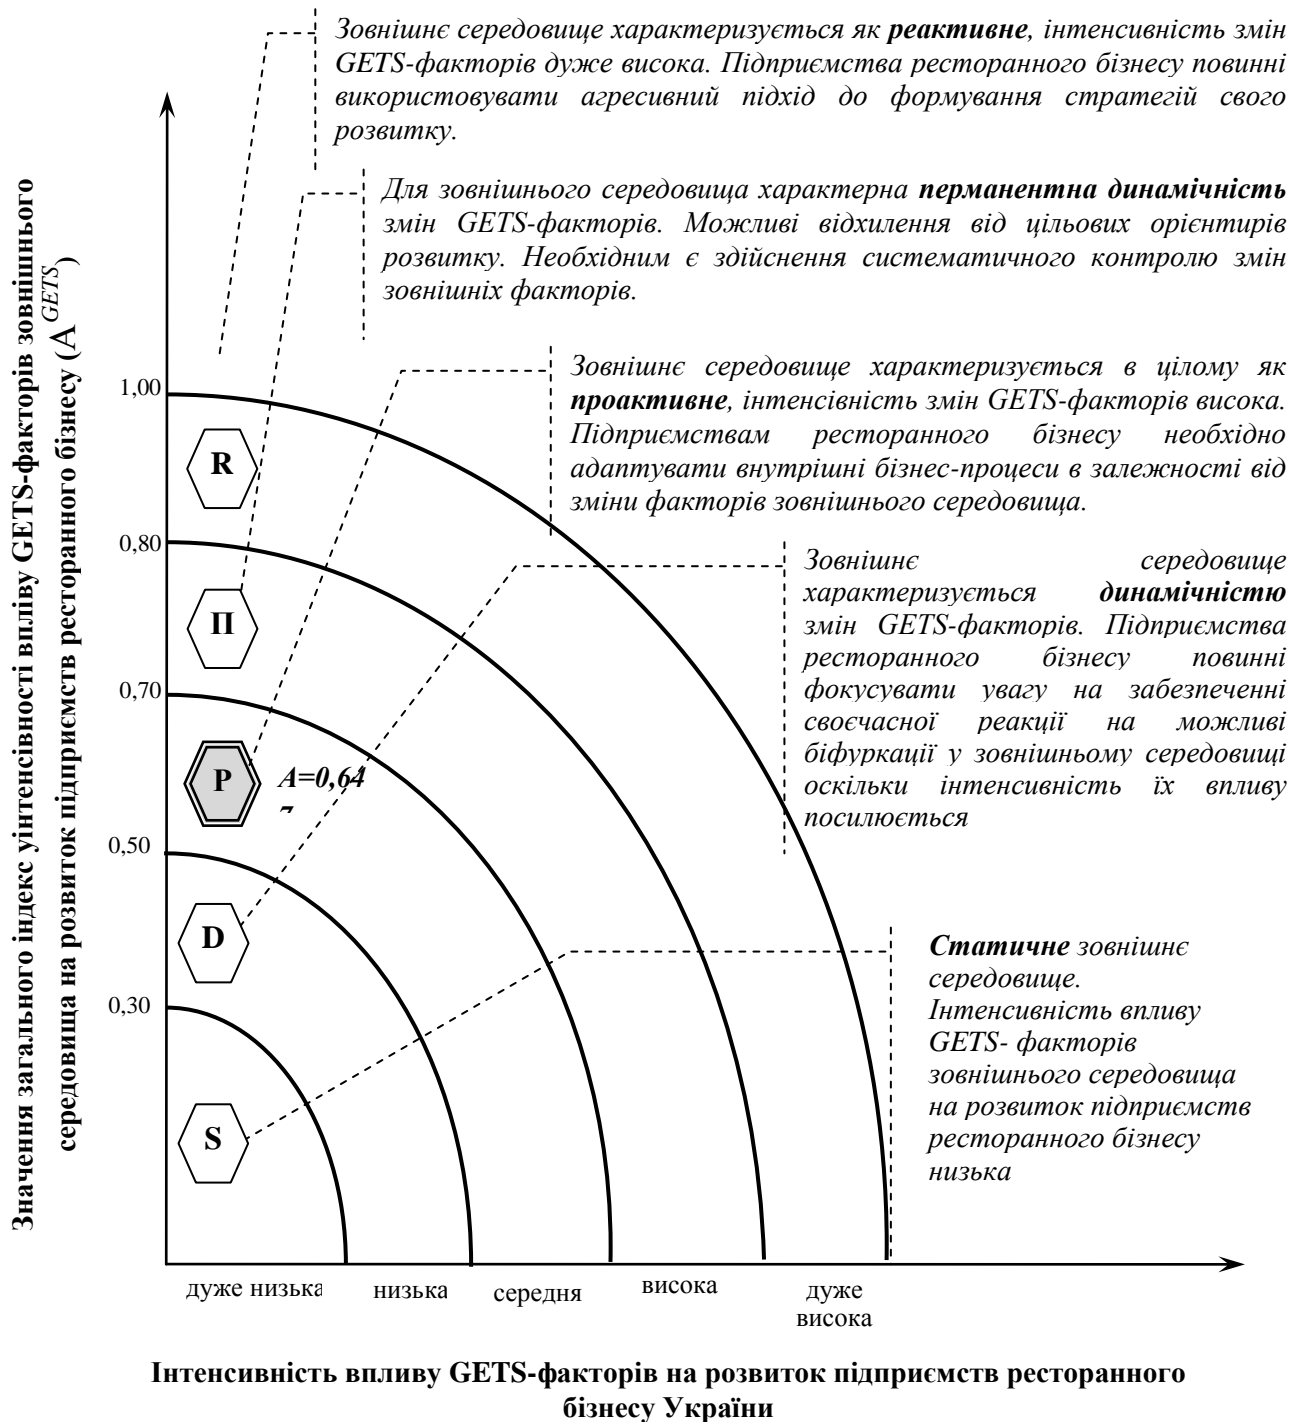 Зовнішнє середовище характеризується як реактивне, інтенсивність змін
GETS-факторів дуже висока. Підприємства ресторанного бізнесу повинні
використовувати агресивний підхід до формування стратегій свого
розвитку.
Для зовнішнього середовища характерна перманентна динамічність
змін GETS-факторів. Можливі відхилення від цільових орієнтирів
розвитку. Необхідним є здійснення систематичного контролю змін
зовнішніх факторів.
Зовнішнє середовище характеризується в цілому як
проактивне, інтенсівність змін GETS-факторів висока.
Підприємствам ресторанного бізнесу необхідно
адаптувати внутрішні бізнес-процеси в залежності від
зміни факторів зовнішнього середовища.
Зовнішнє середовище
характеризується динамічністю
змін GETS-факторів. Підприємства
ресторанного бізнесу повинні
фокусувати увагу на забезпеченні
своєчасної реакції на можливі
біфуркації у зовнішньому середовищі
оскільки інтенсивність їх впливу
посилюється
Статичне зовнішнє
середовище.
Інтенсивність впливу
GETS- факторів
зовнішнього середовища
на розвиток підприємств
ресторанного бізнесу
низька
Значення загального індекс уінтенсівності впліву GETS-факторів зовнішнього
середовища на розвиток підприємств ресторанного бізнесу (A^GETS)
1,00
R
0,80
П
0,70
P
A=0,64
0,50
D
0,30
S
дуже низька
низька
середня
висока
дуже
висока
Інтенсивність впливу GETS-факторів на розвиток підприємств ресторанного
бізнесу України